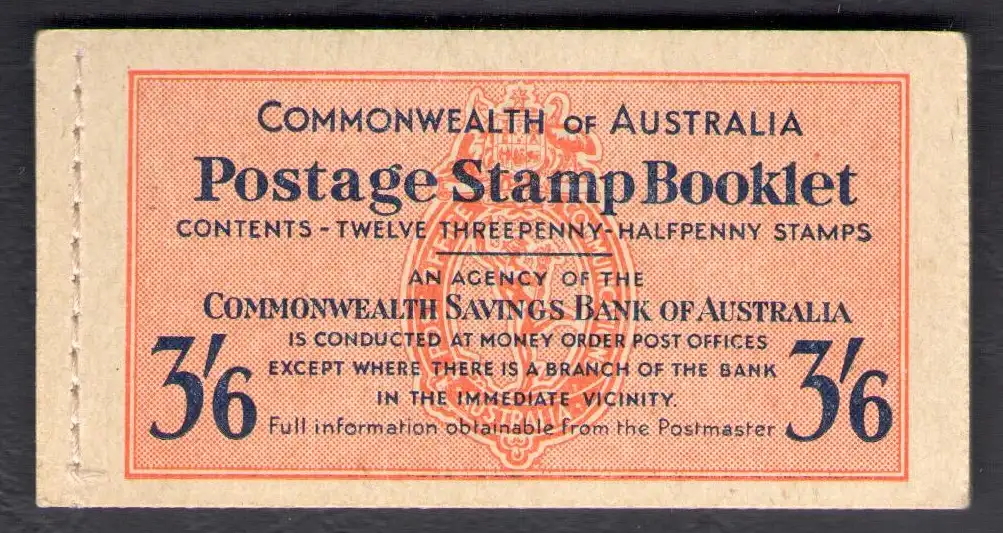 COMMONWEALTH OF AUSTRALIA
Postage Stamp Booklet
CONTENTS - TWELVE THREEPENNY-HALFPENNY STAMPS
AN AGENCY OF THE
COMMONWEALTH SAVINGS BANK OF AUSTRALIA
IS CONDUCTED AT MONEY ORDER POST OFFICES
EXCEPT WHERE THERE IS A BRANCH OF THE BANK
IN THE IMMEDIATE VICINITY.
Full information obtainable from the Postmaster
3'6
3'6
AUSTRALIA